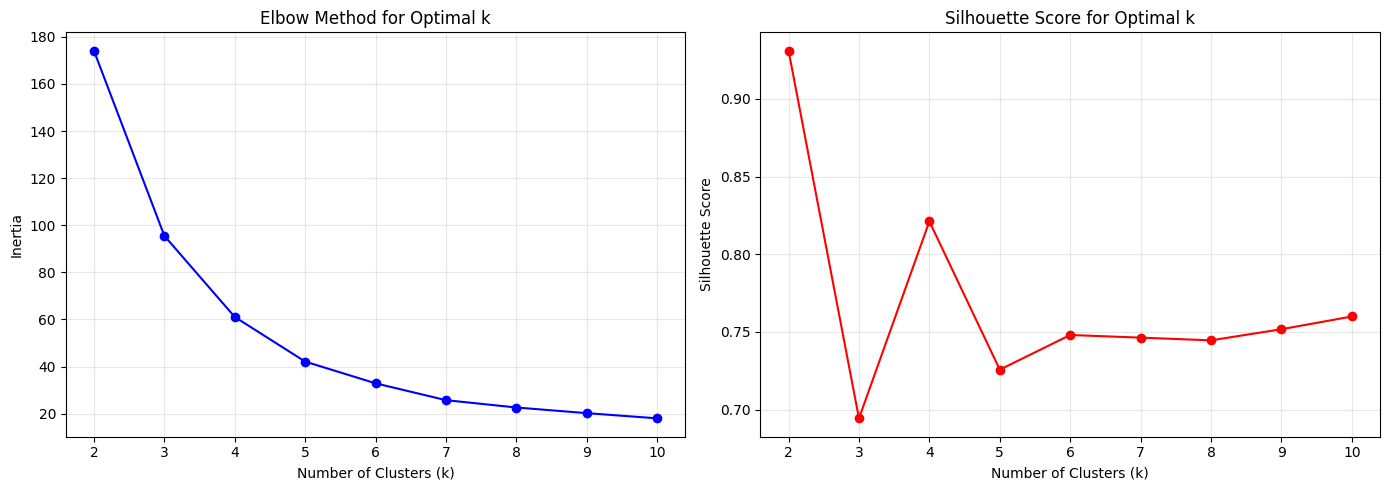 Elbow Method for Optimal k
180
160
140
120
100
80
60
40
20
Inertia
2 3 4 5 6 7 8 9 10
Number of Clusters (k)
Silhouette Score for Optimal k
0.90
0.85
0.80
0.75
0.70
Silhouette Score
2 3 4 5 6 7 8 9 10
Number of Clusters (k)